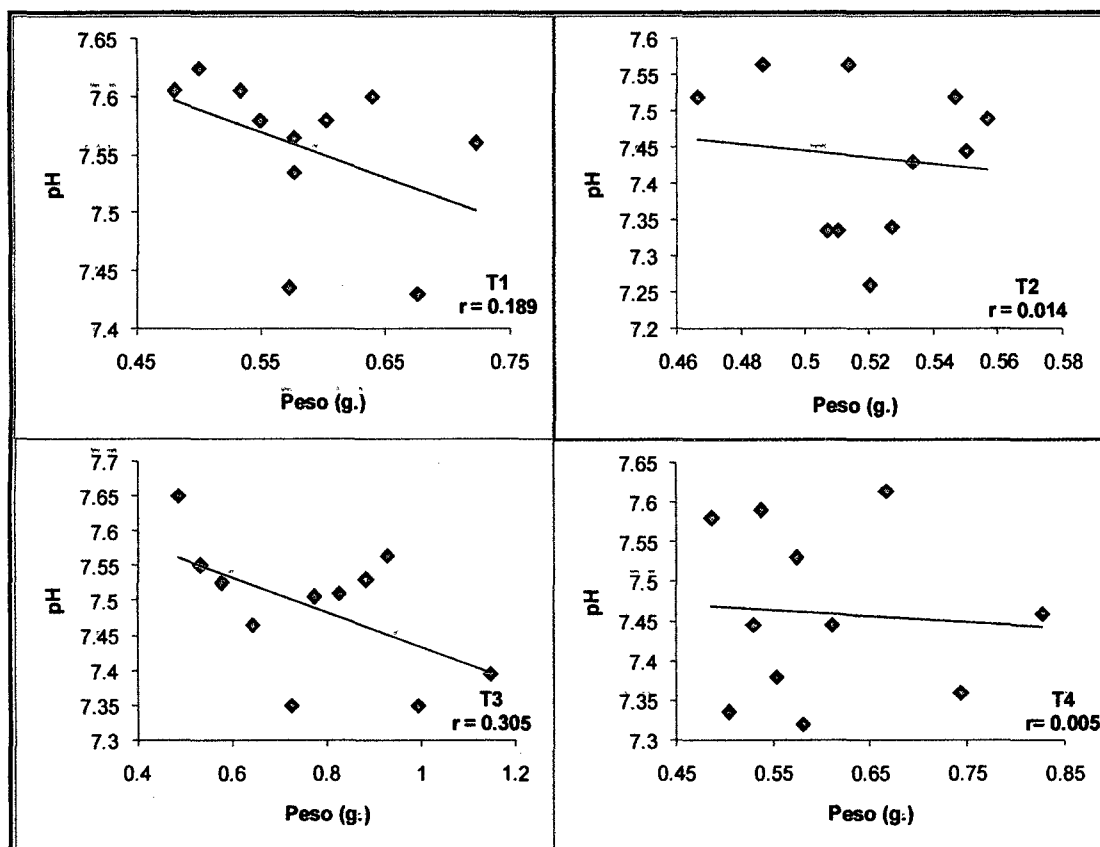 7.65
7.6
7.55
7.5
7.45
7.4
pH
0.45 0.55 0.65 0.75
Peso (g.)
T1
r = 0.189
7.6
7.55
7.5
7.45
7.4
7.35
7.3
7.25
7.2
pH
0.46 0.48 0.5 0.52 0.54 0.56 0.58
Peso (g.)
T2
r = 0.014
7.7
7.65
7.6
7.55
7.5
7.45
7.4
7.35
7.3
pH
0.4 0.6 0.8 1 1.2
Peso (g.)
T3
r = 0.305
7.65
7.6
7.55
7.5
7.45
7.4
7.35
7.3
pH
0.45 0.55 0.65 0.75 0.85
Peso (g.)
T4
r= 0.005